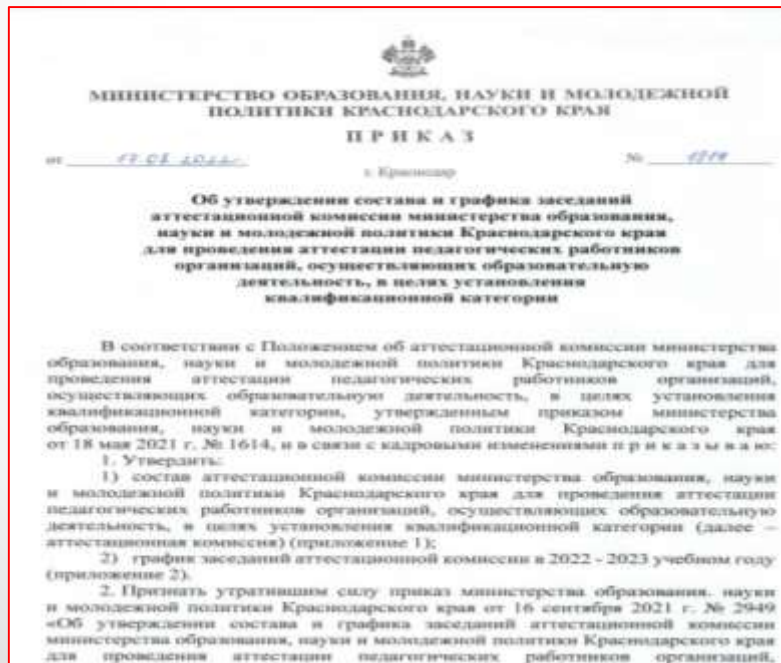 МИНИСТЕРСТВО ОБРАЗОВАНИЯ, НАУКИ И МОЛОДЕЖНОЙ
ПОЛИТИКИ КРАСНОДАРСКОГО КРАЯ
П Р И К А З
от
№
г. Краснодар
Об утверждении состава и графика заседаний
аттестационной комиссии министерства образования,
науки и молодежной политики Краснодарского края
для проведения аттестации педагогических работников
организаций, осуществляющих образовательную
деятельность, в целях установления
квалификационной категории
В соответствии с Положением об аттестационной комиссии министерства
образования, науки и молодежной политики Краснодарского края для
проведения аттестации педагогических работников организаций,
осуществляющих образовательную деятельность, в целях установления
квалификационной категории, утвержденным приказом министерства
образования, науки и молодежной политики Краснодарского края
от 18 мая 2021 г. № 1614, и в связи с кадровыми изменениями п р и к а з ы в а ю:
1. Утвердить:
1) состав аттестационной комиссии министерства образования, науки
и молодежной политики Краснодарского края для проведения аттестации
педагогических работников организаций, осуществляющих образовательную
деятельность, в целях установления квалификационной категории (далее –
аттестационная комиссия) (приложение 1);
2) график заседаний аттестационной комиссии в 2022 - 2023 учебном году
(приложение 2).
2. Признать утратившим силу приказ министерства образования. науки
и молодежной политики Краснодарского края от 16 сентября 2021 г. № 2949
«Об утверждении состава и графика заседаний аттестационной комиссии
министерства образования, науки и молодежной политики Краснодарского края
для проведения аттестации педагогических работников организаций,